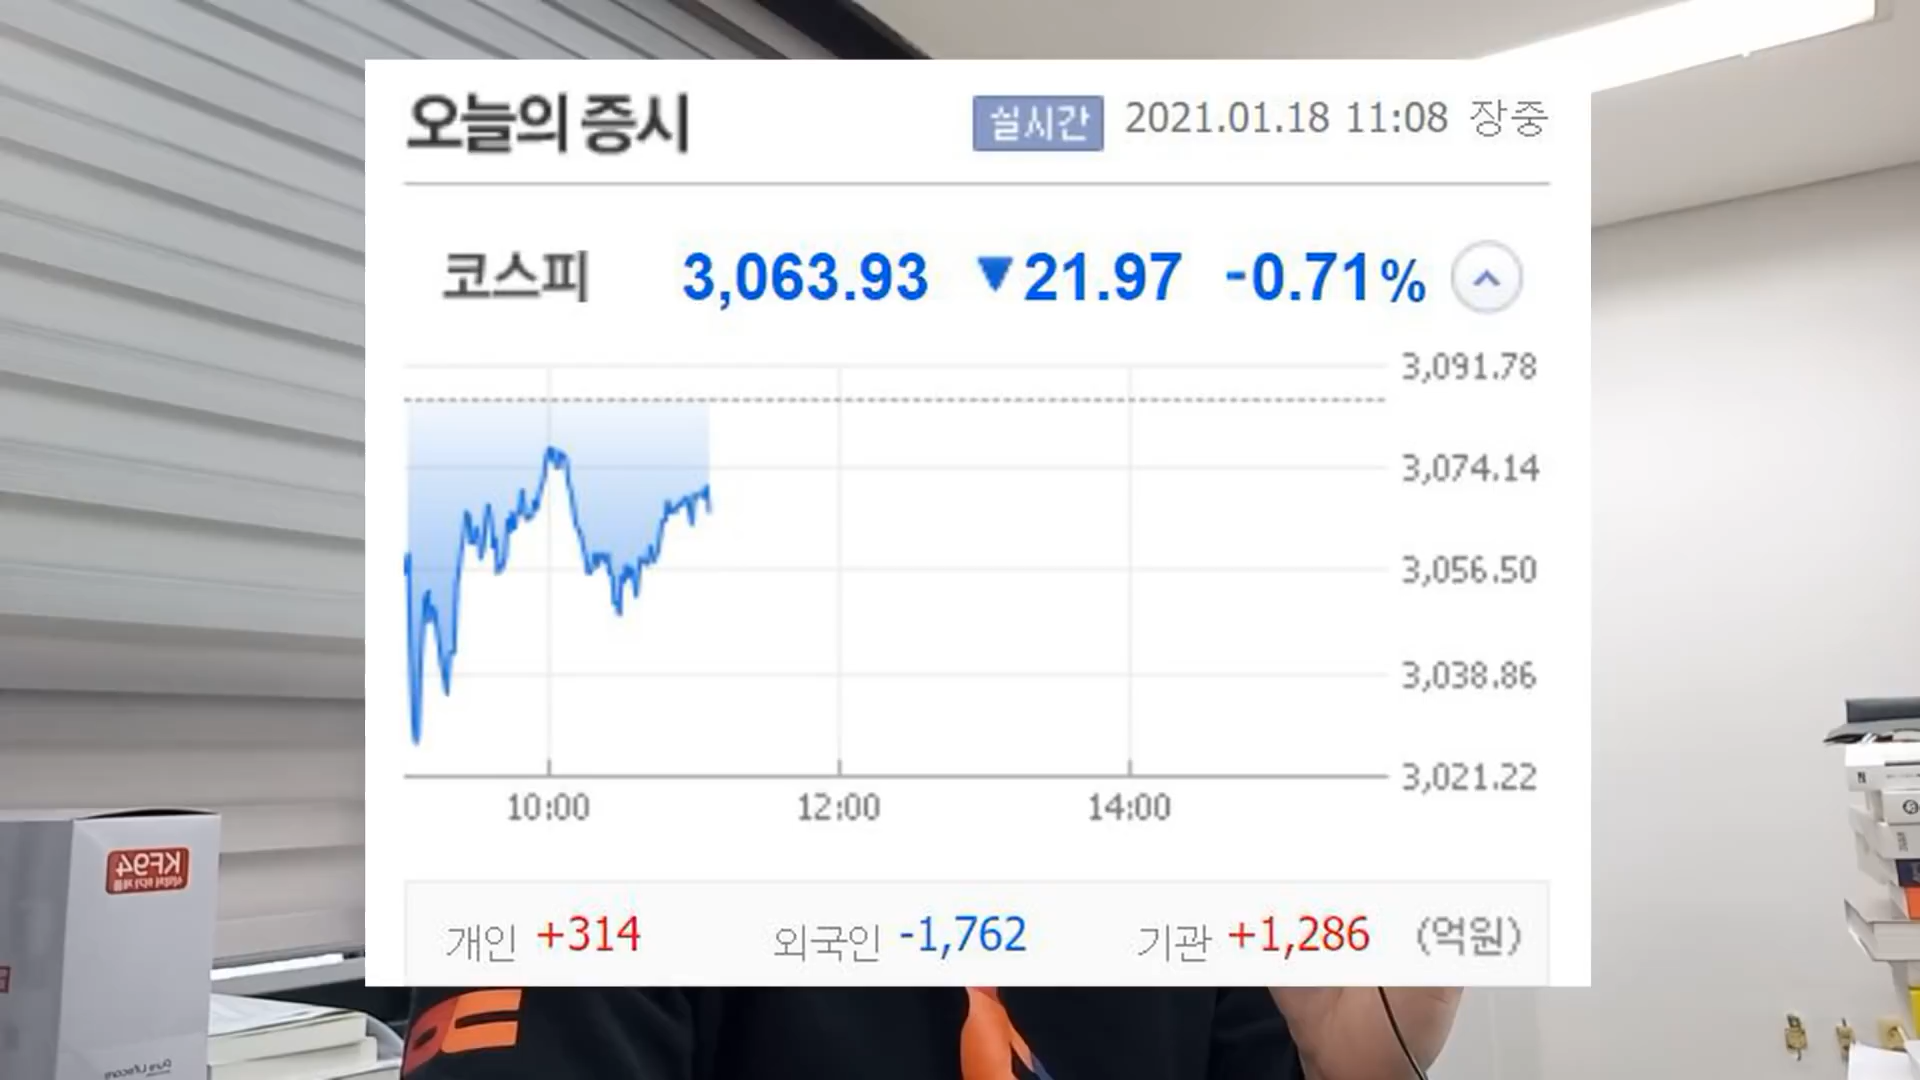 오늘의 증시
실시간 2021.01.18 11:08 장중
코스피 3,063.93 ▼21.97 -0.71%
3,091.78
3,074.14
3,056.50
3,038.86
3,021.22
10:00 12:00 14:00
개인 +314 외국인 -1,762 기관 +1,286 (억원)
KF94